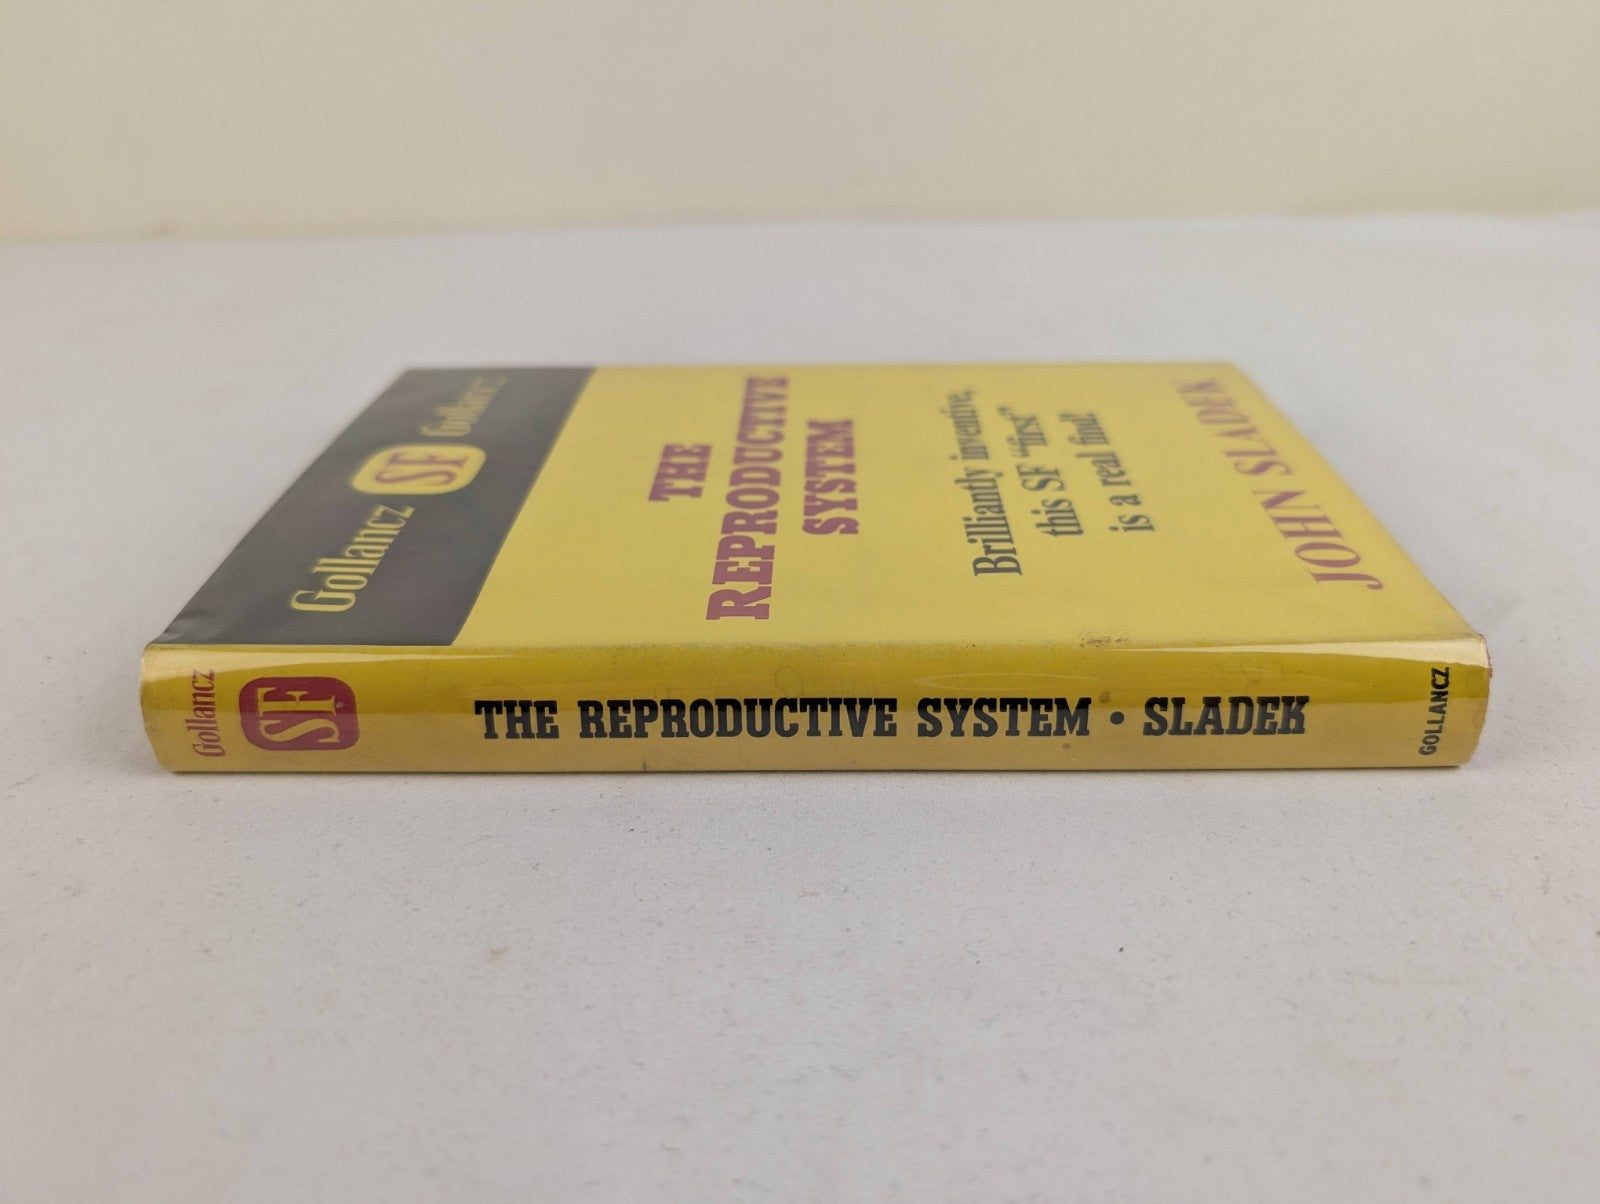 Gollancz SF Gollancz
THE
REPRODUCTIVE
SYSTEM
Brilliantly inventive,
this SF “first”
is a real find!
JOHN SLADEK
Gollancz
SF
THE REPRODUCTIVE SYSTEM • SLADEK
GOLLANCZ